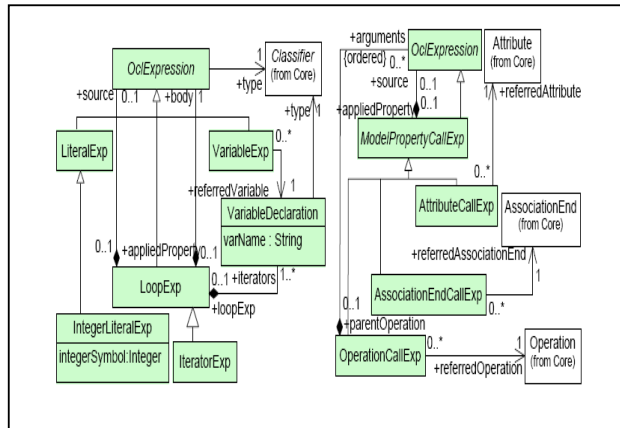 OclExpression
1
Classifier
(from Core)
+type
+source
0..1
+body
1
+type
1
LiteralExp
VariableExp
0..*
+referredVariable
1
VariableDeclaration
varName : String
0..1
+appliedProperty
0..1
0..1
+iterators
1..*
LoopExp
+loopExp
IntegerLiteralExp
integerSymbol:Integer
IteratorExp
+arguments
{ordered}
0..*
OclExpression
Attribute
(from Core)
+source
0..1
1
+referredAttribute
+appliedProperty
0..1
ModelPropertyCallExp
0..*
AttributeCallExp
AssociationEnd
(from Core)
+referredAssociationEnd
1
AssociationEndCallExp
0..*
0..1
+parentOperation
OperationCallExp
0..*
1
+referredOperation
Operation
(from Core)